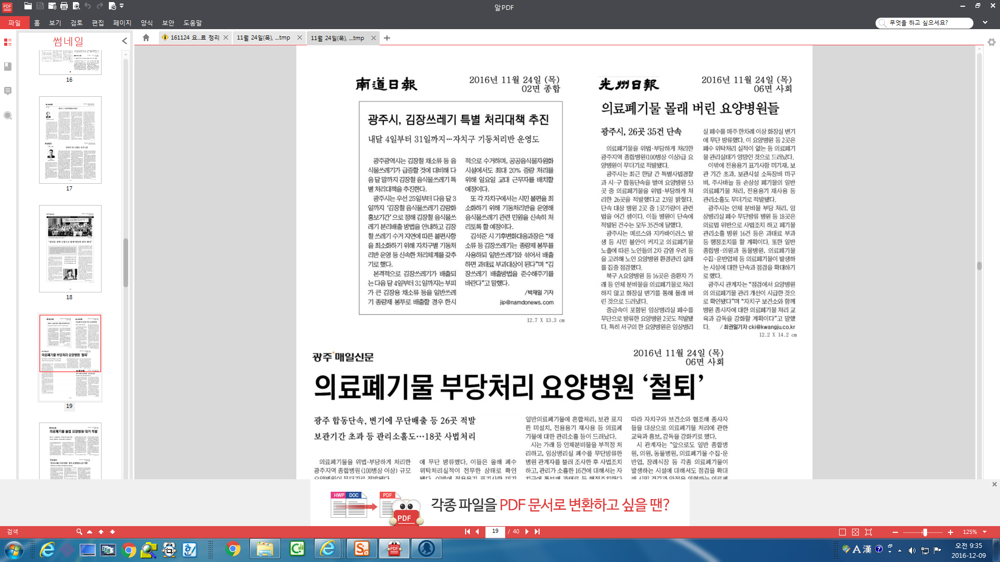 알PDF
파일 홈 보기 검토 편집 페이지 양식 보안 도움말
무엇을 하고 싶으세요?
썸네일
161124 요...료 정리
11월 24일(목), ....tmp
11월 24일(목), ....tmp
16
17
18
19
南道日報
2016년 11월 24일 (목)
02면 종합
광주시, 김장쓰레기 특별 처리대책 추진
내달 4일부터 31일까지…자치구 기동처리반 운영도
광주광역시는 김장철 채소류 등 음
식물쓰레기가 급증할 것에 대비해 다
음 달 말까지 김장철 음식물쓰레기 특
별 처리대책을 추진한다.
광주시는 우선 25일부터 다음 달 3
일까지 ‘김장철 음식물쓰레기 감량화
홍보기간’으로 정해 김장철 음식물쓰
레기 분리배출 방법을 안내하고 김장
철 쓰레기 수거 지연에 따른 불편사항
을 최소화하기 위해 자치구별 기동처
리반 운영 등 신속한 처리체계를 갖추
기로 했다.
본격적으로 김장쓰레기가 배출되
는 다음 달 4일부터 31일까지는 부피
가 큰 김장용 채소류 등을 일반쓰레
기 종량제 봉투로 배출할 경우 한시
적으로 수거하며, 공공음식물자원화
시설에서도 최대 20% 증량 처리를
위해 일요일 교대 근무자를 배치할
예정이다.
또 각 자치구에서는 시민 불편을 최
소화하기 위해 기동처리반을 운영해
음식물쓰레기 관련 민원을 신속히 처
리토록 할 예정이다.
김석준 시 기후변화대응과장은 “채
소류 등 김장쓰레기는 종량제 봉투를
사용하되 일반쓰레기와 섞어서 배출
하면 과태료 부과대상이 된다”며 “김
장쓰레기 배출방법을 준수해주기를
바란다”고 말했다.
/박재일 기자
jip@namdonews.com
12.7 X 13.3 cm
光州日報
2016년 11월 24일 (목)
06면 사회
의료폐기물 몰래 버린 요양병원들
광주시, 26곳 35건 단속
의료폐기물을 위법·부당하게 처리한
광주지역 종합병원(100병상 이상)급 요
양병원이 무더기로 적발됐다.
광주시는 최근 한달 간 특별사법경찰
과 시·구 합동단속을 벌여 요양병원 53
곳 중 의료폐기물을 위법·부당하게 처
리한 26곳을 적발했다고 23일 밝혔다.
단속 대상 병원 2곳 중 1곳가량이 관련
법을 어긴 셈이다. 이들 병원이 단속에
적발된 건수는 모두 35건에 달했다.
광주시는 메르스와 지카바이러스 발
생 등 시민 불안이 커지고 의료폐기물
노출에 따른 노인들의 2차 감염 우려 등
을 고려해 노인 요양병원 환경관리 실태
를 집중 점검했다.
북구 A요양병원 등 16곳은 중환자 가
래 등 인체 분비물을 의료폐기물로 처리
하지 않고 화장실 변기를 통해 몰래 버
린 것으로 드러났다.
중금속이 포함된 임상병리실 폐수를
무단으로 방류한 요양병원 2곳도 적발됐
다. 특히 서구의 한 요양병원은 임상병리
실 폐수를 매주 한차례 이상 화장실 변기
에 무단 방류했다. 이 요양병원 등 2곳은
폐수 위탁처리 실적이 없는 등 의료폐기
물 관리실태가 엉망인 것으로 드러났다.
이밖에 전용용기 표기사항 미기재, 보
관 기간 초과, 보관시설 소독장비 미구
비, 주사바늘 등 손상성 폐기물의 일반
의료폐기물 처리, 전용용기 재사용 등
관리소홀도 무더기로 적발됐다.
광주시는 인체 분비물 부당 처리, 임
상병리실 폐수 무단방류 병원 등 18곳은
의료법 위반으로 사법조치 하고 폐기물
관리소홀 병원 16건 등은 과태료 부과
등 행정조치를 할 계획이다. 또한 일반
종합병·의원과 동물병원, 의료폐기물
수집·운반업체 등 의료폐기물이 발생하
는 시설에 대한 단속과 점검을 확대하기
로 했다.
광주시 관계자는 “점검에서 요양병원
의 의료폐기물 관리 개선이 시급한 것으
로 확인됐다”며 “자치구 보건소와 함께
병원 종사자에 대한 의료폐기물 처리 교
육과 감독을 강화할 계획이다”고 말했
다. /최권일기자 cki@kwangju.co.kr
12.2 X 14.2 cm
광주매일신문
2016년 11월 24일 (목)
06면 사회
의료폐기물 부당처리 요양병원 ‘철퇴’
광주 합동단속, 변기에 무단배출 등 26곳 적발
보관기간 초과 등 관리소홀도…18곳 사법처리
의료폐기물을 위법·부당하게 처리한
광주지역 종합병원(100병상 이상) 규모
요양병원이 무더기로 적발됐다.
에 무단 방류했다. 이들은 올해 폐수
위탁처리실적이 전무한 상태로 확인
됐다. 이밖에 전용용기 표기사항 미기
일반의료폐기물에 혼합처리, 보관 표지
판 미설치, 전용용기 재사용 등 의료폐
기물에 대한 관리소홀 등이 드러났다.
시는 가래 등 인체분비물을 부적정 처
리하고, 임상병리실 폐수를 무단방류한
병원 관계자를 불러 조사한 후 사법조치
하고, 관리가 소홀한 16건에 대해서는 자
치구에 통보해 과태료 등 행정조치한다
따라 자치구와 보건소와 협조해 종사자
들을 대상으로 의료폐기물 처리에 관한
교육과 홍보, 감독을 강화키로 했다.
시 관계자는 “앞으로도 일반 종합병
원, 의원, 동물병원, 의료폐기물 수집·운
반업, 장례식장 등 각종 의료폐기물이
발생하는 시설에 대해서도 점검을 확대
해 시민 건강과 안전을 위협하는 의료폐
HWP DOC PDF
PDF
각종 파일을 PDF 문서로 변환하고 싶을 땐?
검색
19 / 40
125%
A 漢
오전 9:35
2016-12-09